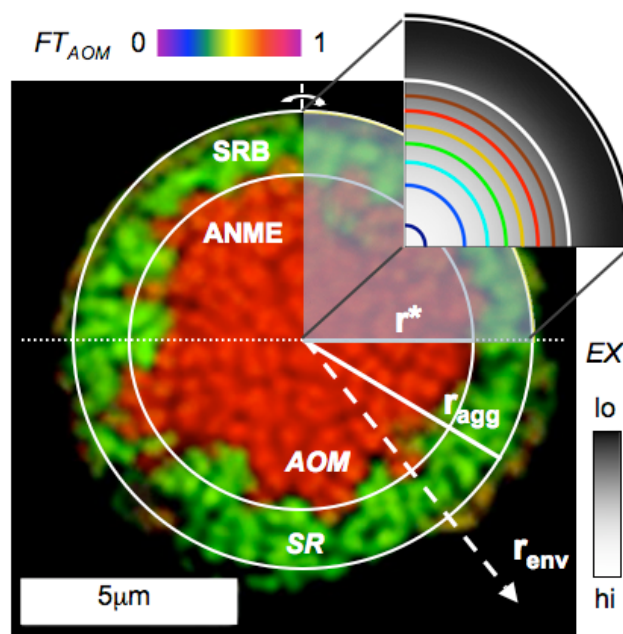 FT_AOM 0 1
SRB
ANME
r*
r_agg
AOM
SR
r_env
5µm
EX
lo
hi